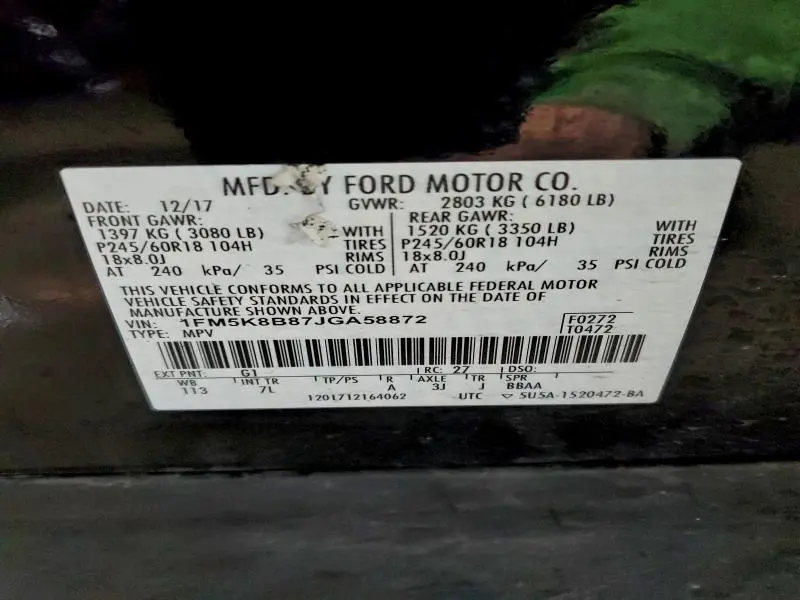 MFD. BY FORD MOTOR CO.
DATE: 12/17 GVWR: 2803 KG ( 6180 LB)
FRONT GAWR: REAR GAWR:
1397 KG ( 3080 LB) WITH 1520 KG ( 3350 LB) WITH
P245/60R18 104H TIRES P245/60R18 104H TIRES
18x8.0J RIMS 18x8.0J RIMS
AT 240 kPa/ 35 PSI COLD AT 240 kPa/ 35 PSI COLD
THIS VEHICLE CONFORMS TO ALL APPLICABLE FEDERAL MOTOR
VEHICLE SAFETY STANDARDS IN EFFECT ON THE DATE OF
MANUFACTURE SHOWN ABOVE.
VIN: 1FM5K8B87JGA58872 F0272
TYPE: MPV T0472
EXT PNT: G1 RC: 27 DSO:
WB INT TR TP/PS R AXLE TR SPR
113 7L A 3J J BBAA
1201712164062 UTC ▽ 5U5A-1520472-BA